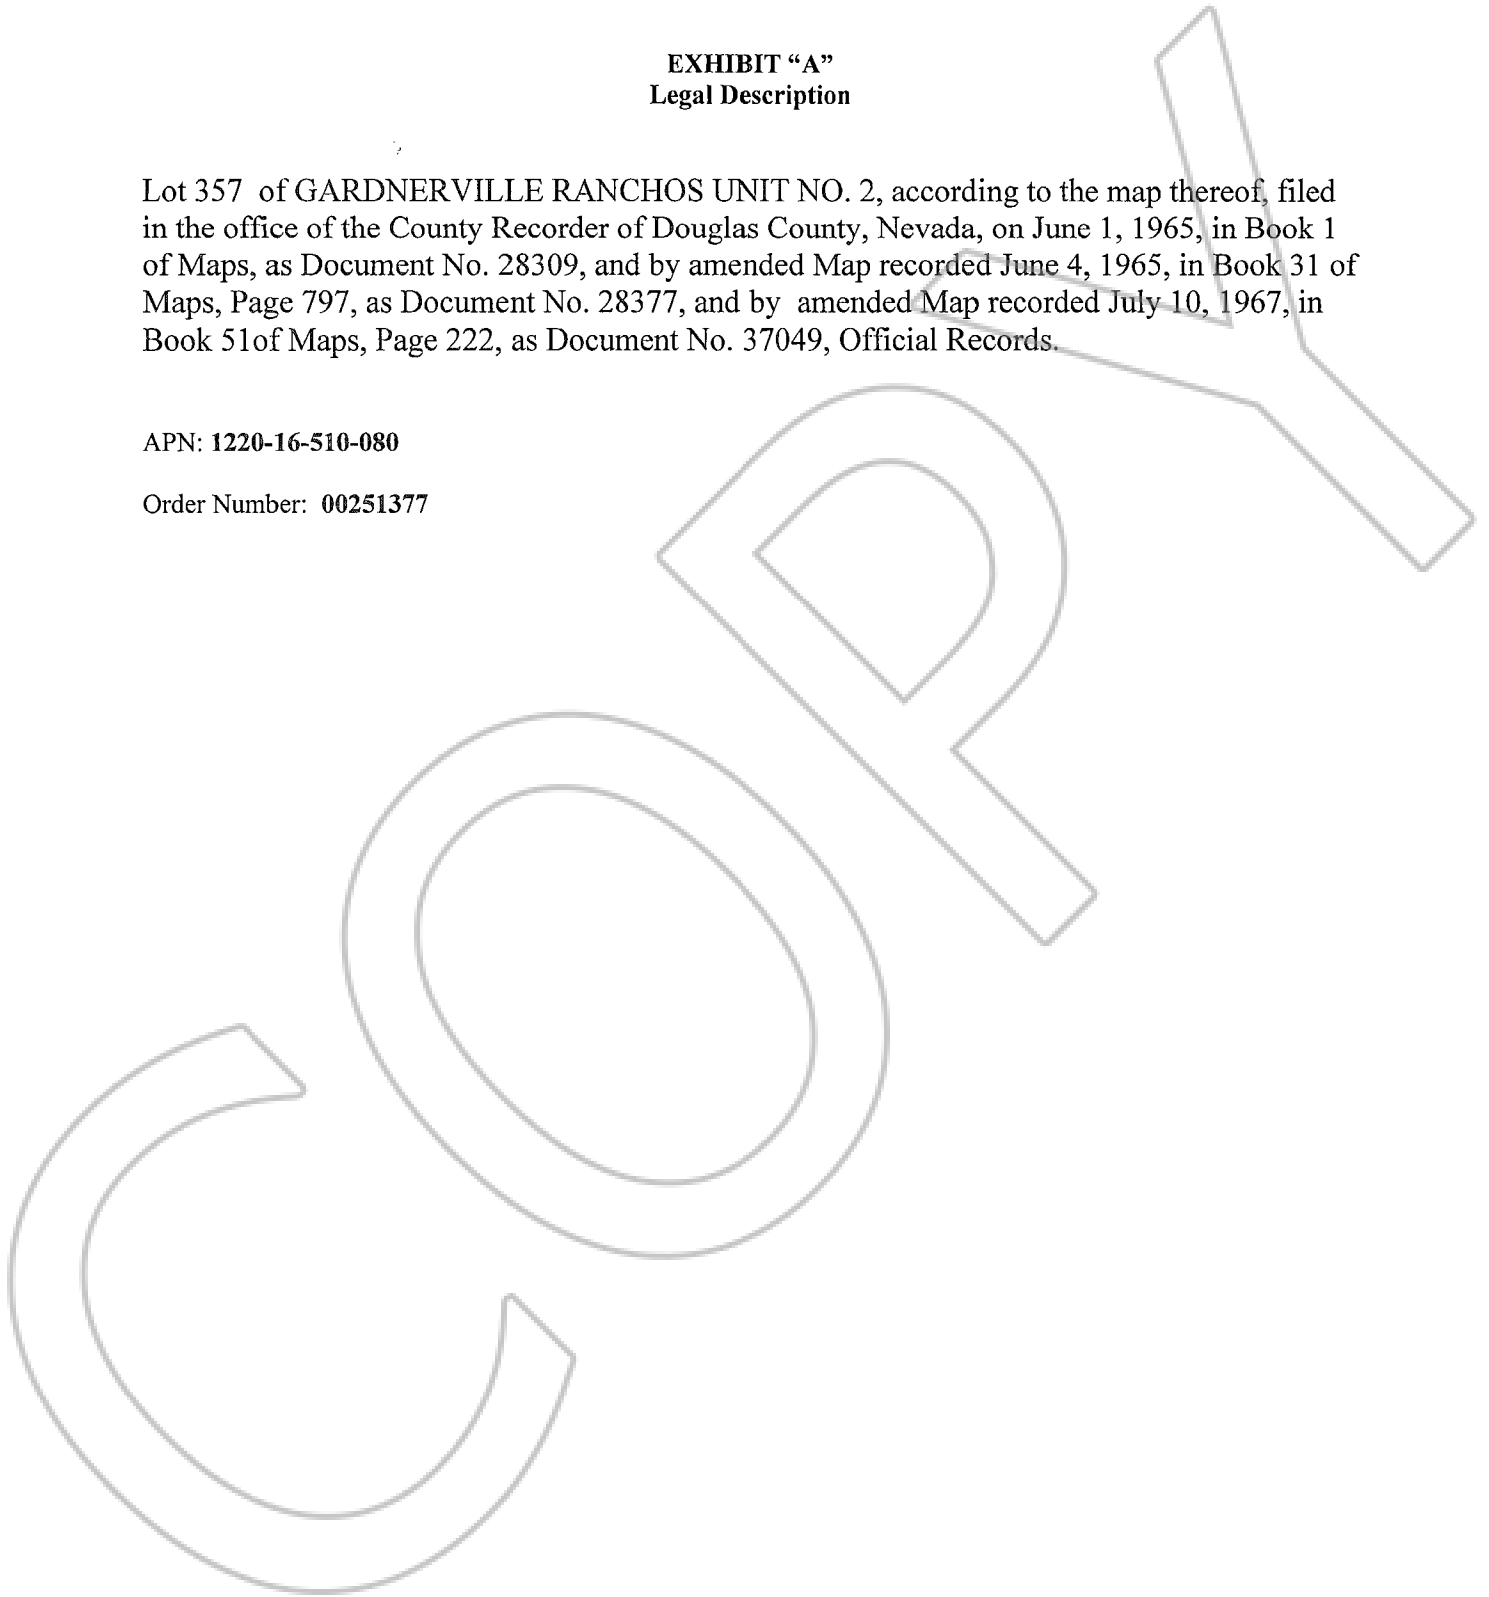 EXHIBIT “A”
Legal Description
Lot 357 of GARDNERVILLE RANCHOS UNIT NO. 2, according to the map thereof, filed
in the office of the County Recorder of Douglas County, Nevada, on June 1, 1965, in Book 1
of Maps, as Document No. 28309, and by amended Map recorded June 4, 1965, in Book 31 of
Maps, Page 797, as Document No. 28377, and by amended Map recorded July 10, 1967, in
Book 51of Maps, Page 222, as Document No. 37049, Official Records.
APN: 1220-16-510-080
Order Number: 00251377
COPY